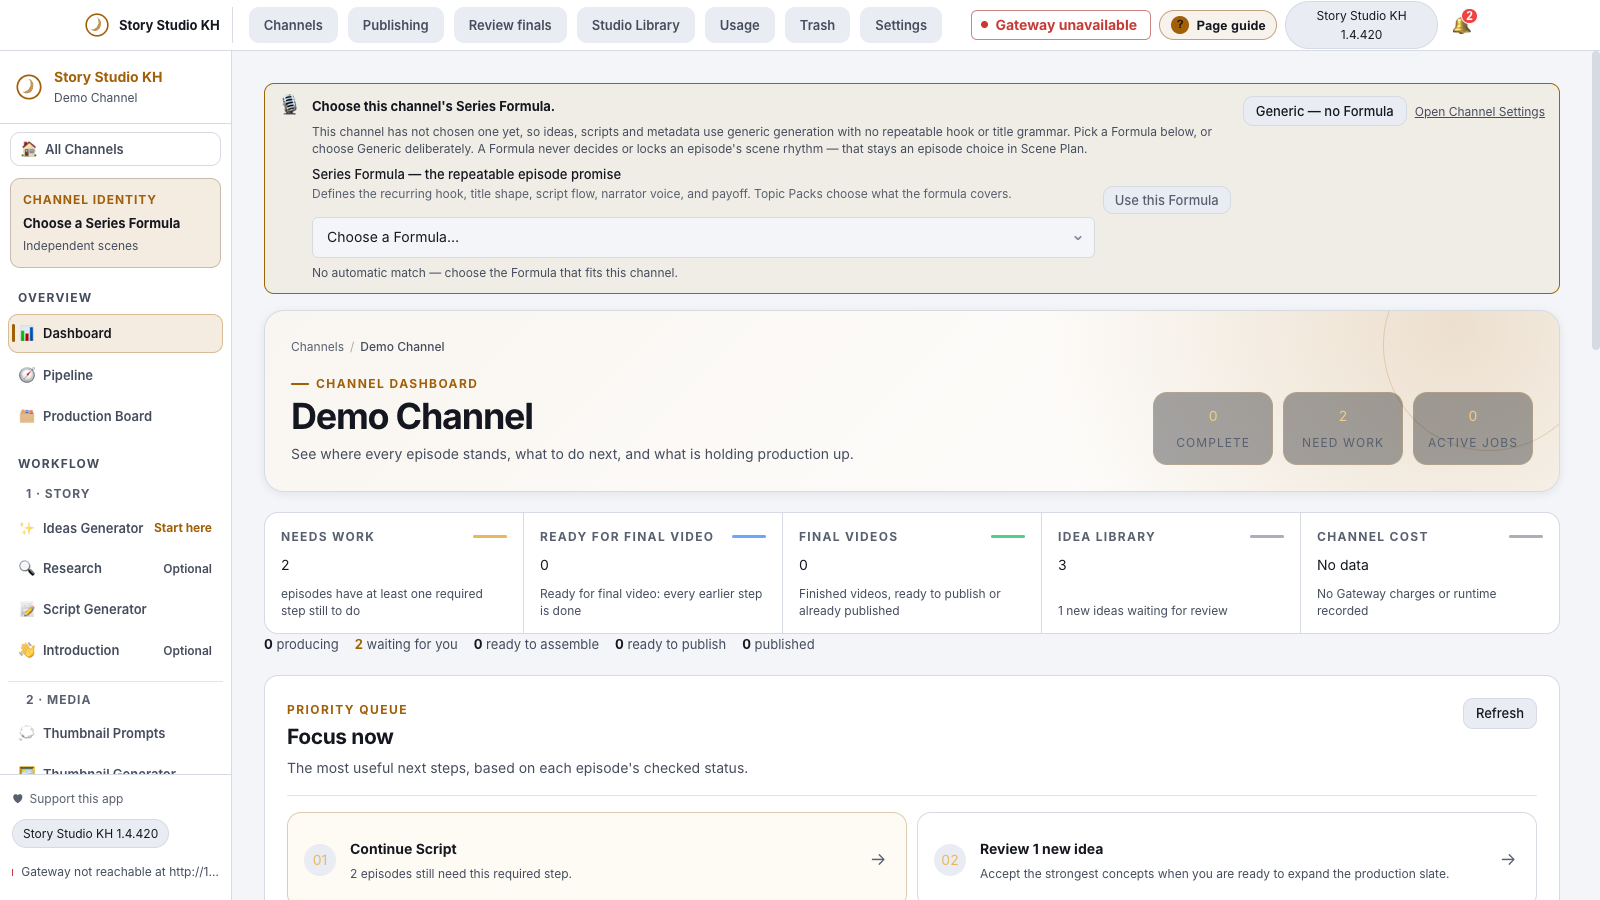 Story Studio KH
Channels
Publishing
Review finals
Studio Library
Usage
Trash
Settings
Gateway unavailable
? Page guide
Story Studio KH
1.4.420
2
Story Studio KH
Demo Channel
All Channels
CHANNEL IDENTITY
Choose a Series Formula
Independent scenes
OVERVIEW
Dashboard
Pipeline
Production Board
WORKFLOW
1 · STORY
Ideas Generator Start here
Research Optional
Script Generator
Introduction Optional
2 · MEDIA
Thumbnail Prompts
Thumbnail Generator
Support this app
Story Studio KH 1.4.420
Gateway not reachable at http://1...
Choose this channel's Series Formula.
This channel has not chosen one yet, so ideas, scripts and metadata use generic generation with no repeatable hook or title grammar. Pick a Formula below, or
choose Generic deliberately. A Formula never decides or locks an episode's scene rhythm — that stays an episode choice in Scene Plan.
Generic — no Formula
Open Channel Settings
Series Formula — the repeatable episode promise
Defines the recurring hook, title shape, script flow, narrator voice, and payoff. Topic Packs choose what the formula covers.
Use this Formula
Choose a Formula...
No automatic match — choose the Formula that fits this channel.
Channels / Demo Channel
CHANNEL DASHBOARD
Demo Channel
See where every episode stands, what to do next, and what is holding production up.
0
COMPLETE
2
NEED WORK
0
ACTIVE JOBS
NEEDS WORK
2
episodes have at least one required
step still to do
READY FOR FINAL VIDEO
0
Ready for final video: every earlier step
is done
FINAL VIDEOS
0
Finished videos, ready to publish or
already published
IDEA LIBRARY
3
1 new ideas waiting for review
CHANNEL COST
No data
No Gateway charges or runtime
recorded
0 producing 2 waiting for you 0 ready to assemble 0 ready to publish 0 published
PRIORITY QUEUE
Focus now
The most useful next steps, based on each episode's checked status.
Refresh
01
Continue Script
2 episodes still need this required step.
→
02
Review 1 new idea
Accept the strongest concepts when you are ready to expand the production slate.
→